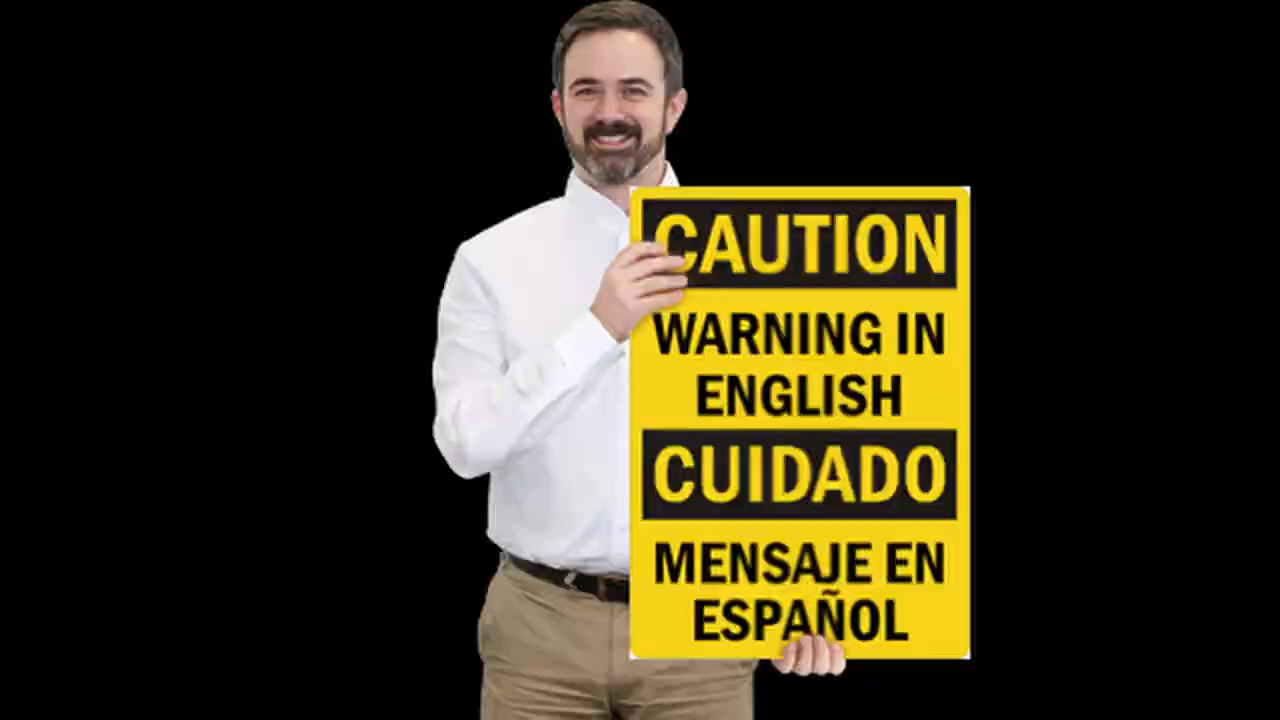 CAUTION
WARNING IN
ENGLISH
CUIDADO
MENSAJE EN
ESPAÑOL